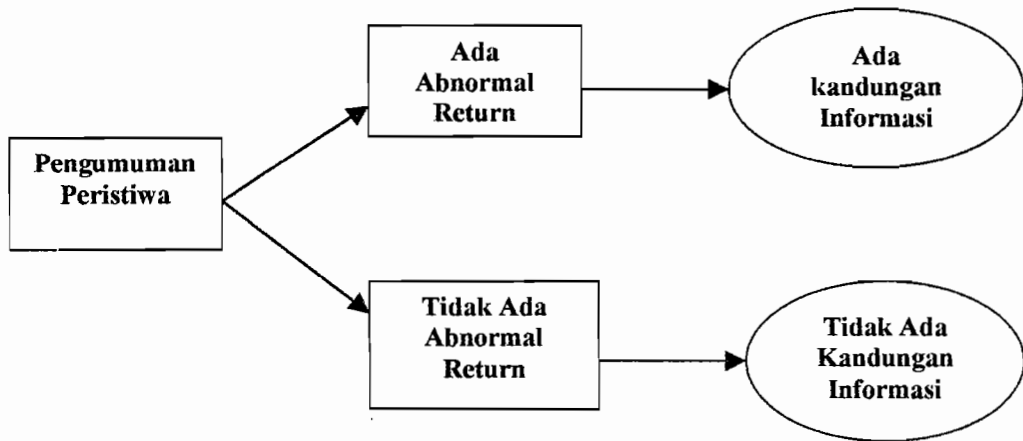 Ada
Abnormal
Return
Ada
kandungan
Informasi
Pengumuman
Peristiwa
Tidak Ada
Abnormal
Return
Tidak Ada
Kandungan
Informasi